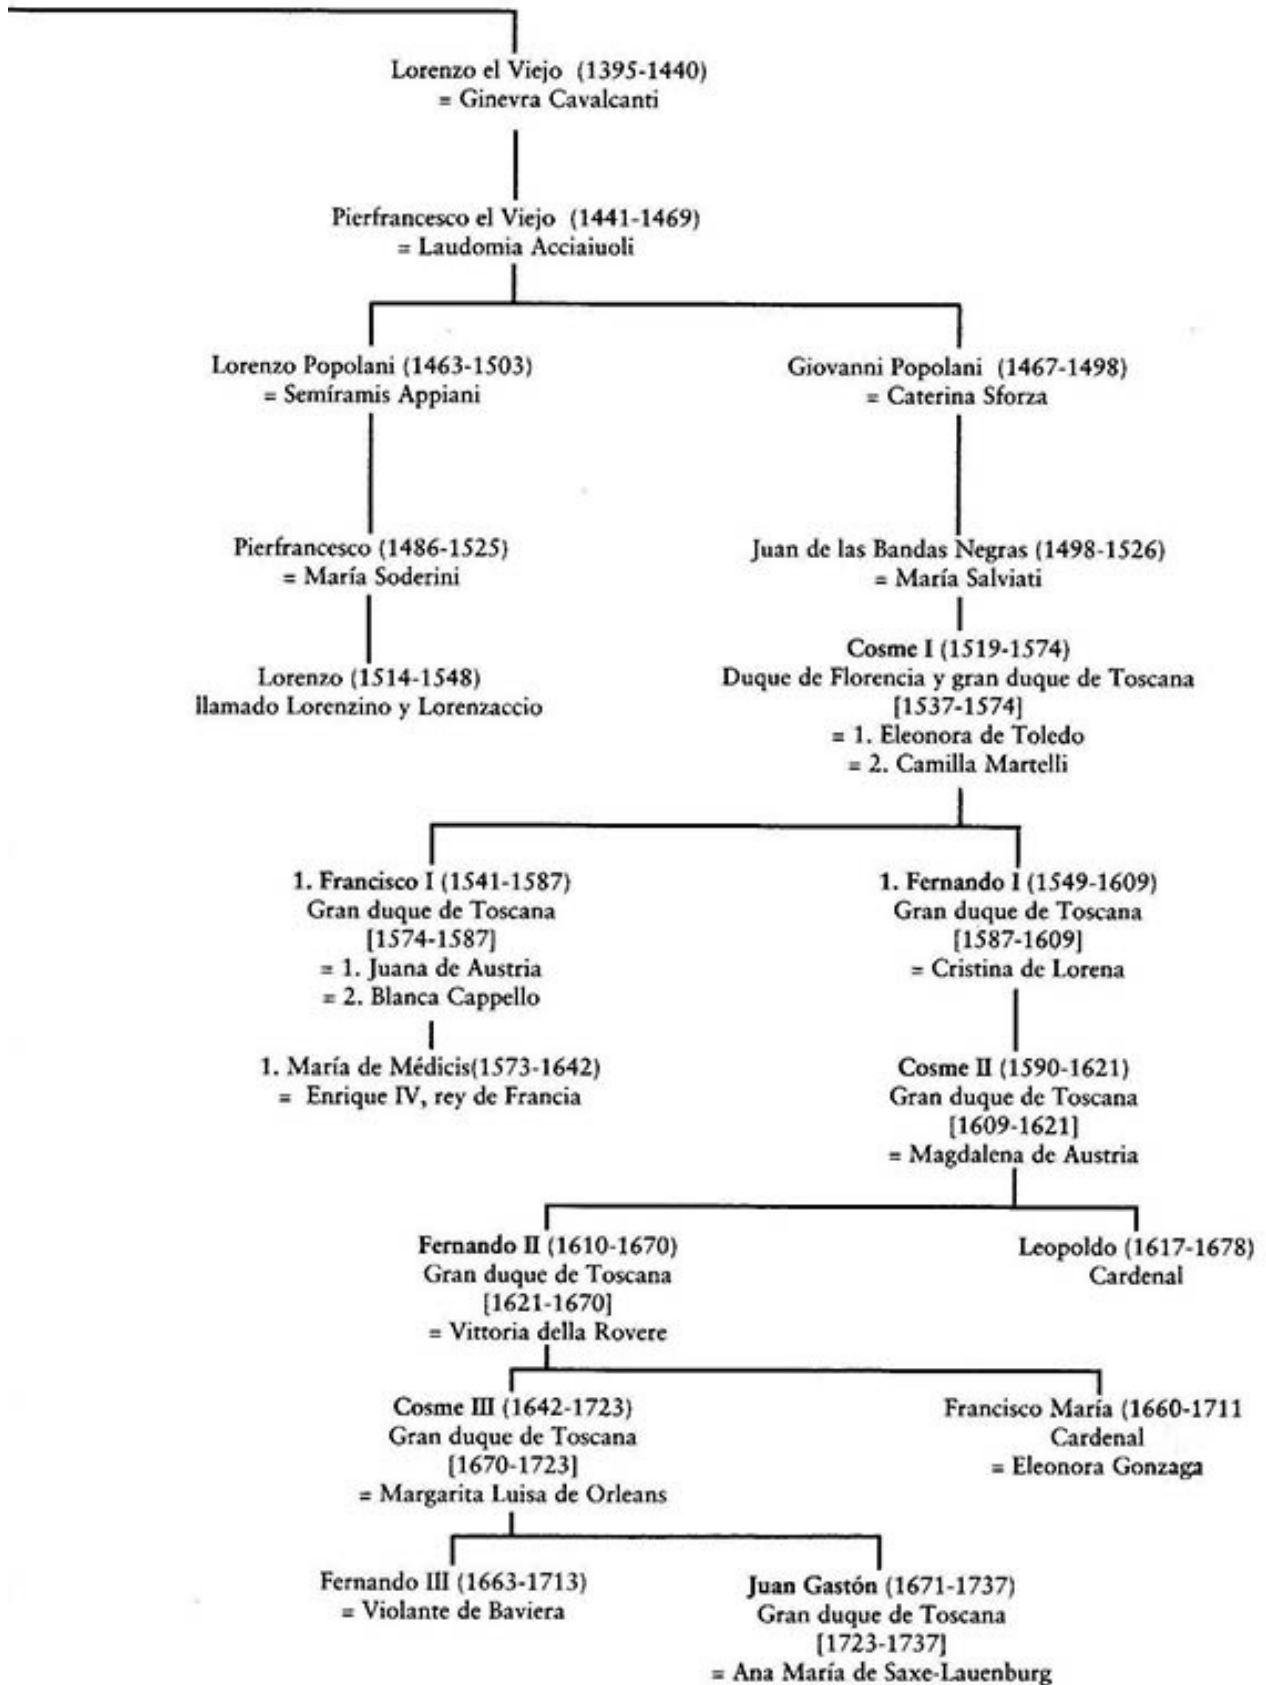 Lorenzo el Viejo (1395-1440)
= Ginevra Cavalcanti
Pierfrancesco el Viejo (1441-1469)
= Laudomia Acciaiuoli
Lorenzo Popolani (1463-1503)
= Semíramis Appiani
Giovanni Popolani (1467-1498)
= Caterina Sforza
Pierfrancesco (1486-1525)
= María Soderini
Juan de las Bandas Negras (1498-1526)
= María Salviati
Lorenzo (1514-1548)
llamado Lorenzino y Lorenzaccio
Cosme I (1519-1574)
Duque de Florencia y gran duque de Toscana
[1537-1574]
= 1. Eleonora de Toledo
= 2. Camilla Martelli
1. Francisco I (1541-1587)
Gran duque de Toscana
[1574-1587]
= 1. Juana de Austria
= 2. Blanca Cappello
1. Fernando I (1549-1609)
Gran duque de Toscana
[1587-1609]
= Cristina de Lorena
1. María de Médicis(1573-1642)
= Enrique IV, rey de Francia
Cosme II (1590-1621)
Gran duque de Toscana
[1609-1621]
= Magdalena de Austria
Fernando II (1610-1670)
Gran duque de Toscana
[1621-1670]
= Vittoria della Rovere
Leopoldo (1617-1678)
Cardenal
Cosme III (1642-1723)
Gran duque de Toscana
[1670-1723]
= Margarita Luisa de Orleans
Francisco María (1660-1711
Cardenal
= Eleonora Gonzaga
Fernando III (1663-1713)
= Violante de Baviera
Juan Gastón (1671-1737)
Gran duque de Toscana
[1723-1737]
= Ana María de Saxe-Lauenburg